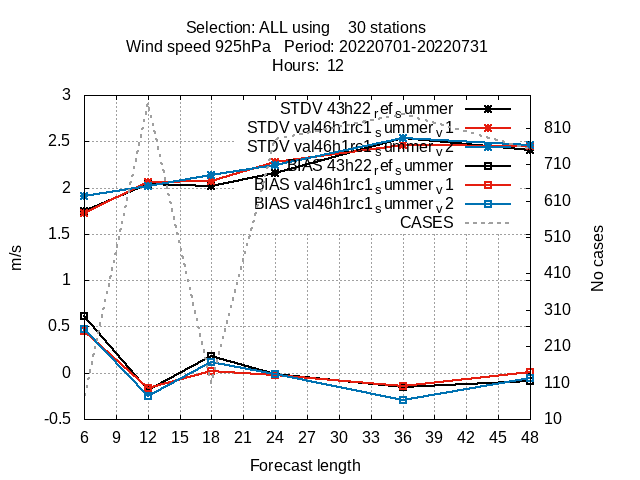 Selection: ALL using 30 stations
Wind speed 925hPa Period: 20220701-20220731
Hours: 12
3
2.5
2
1.5
1
0.5
0
-0.5
m/s
STDV 43h22_ref_summer
STDV val46h1rc1_summer_v1
STDV val46h1rc1_summer_v2
BIAS 43h22_ref_summer
BIAS val46h1rc1_summer_v1
BIAS val46h1rc1_summer_v2
CASES
810
710
610
510
410
310
210
110
10
No cases
6 9 12 15 18 21 24 27 30 33 36 39 42 45 48
Forecast length